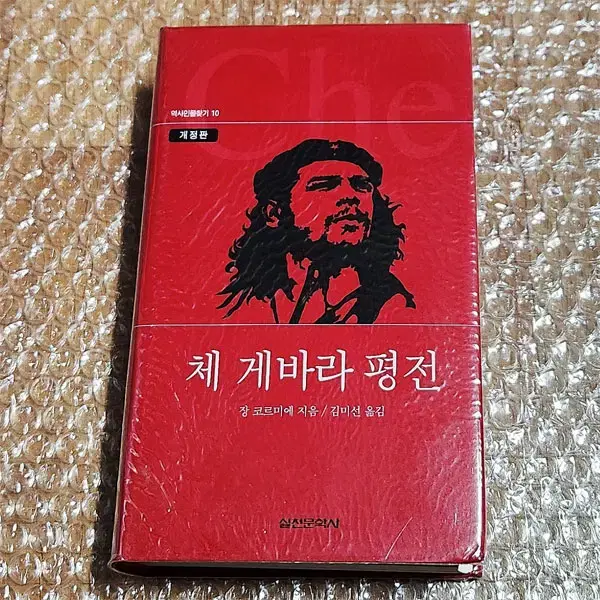 Che
역사인물찾기 10
개정판
체 게바라 평전
장 코르미에 지음 / 김미선 옮김
실천문학사